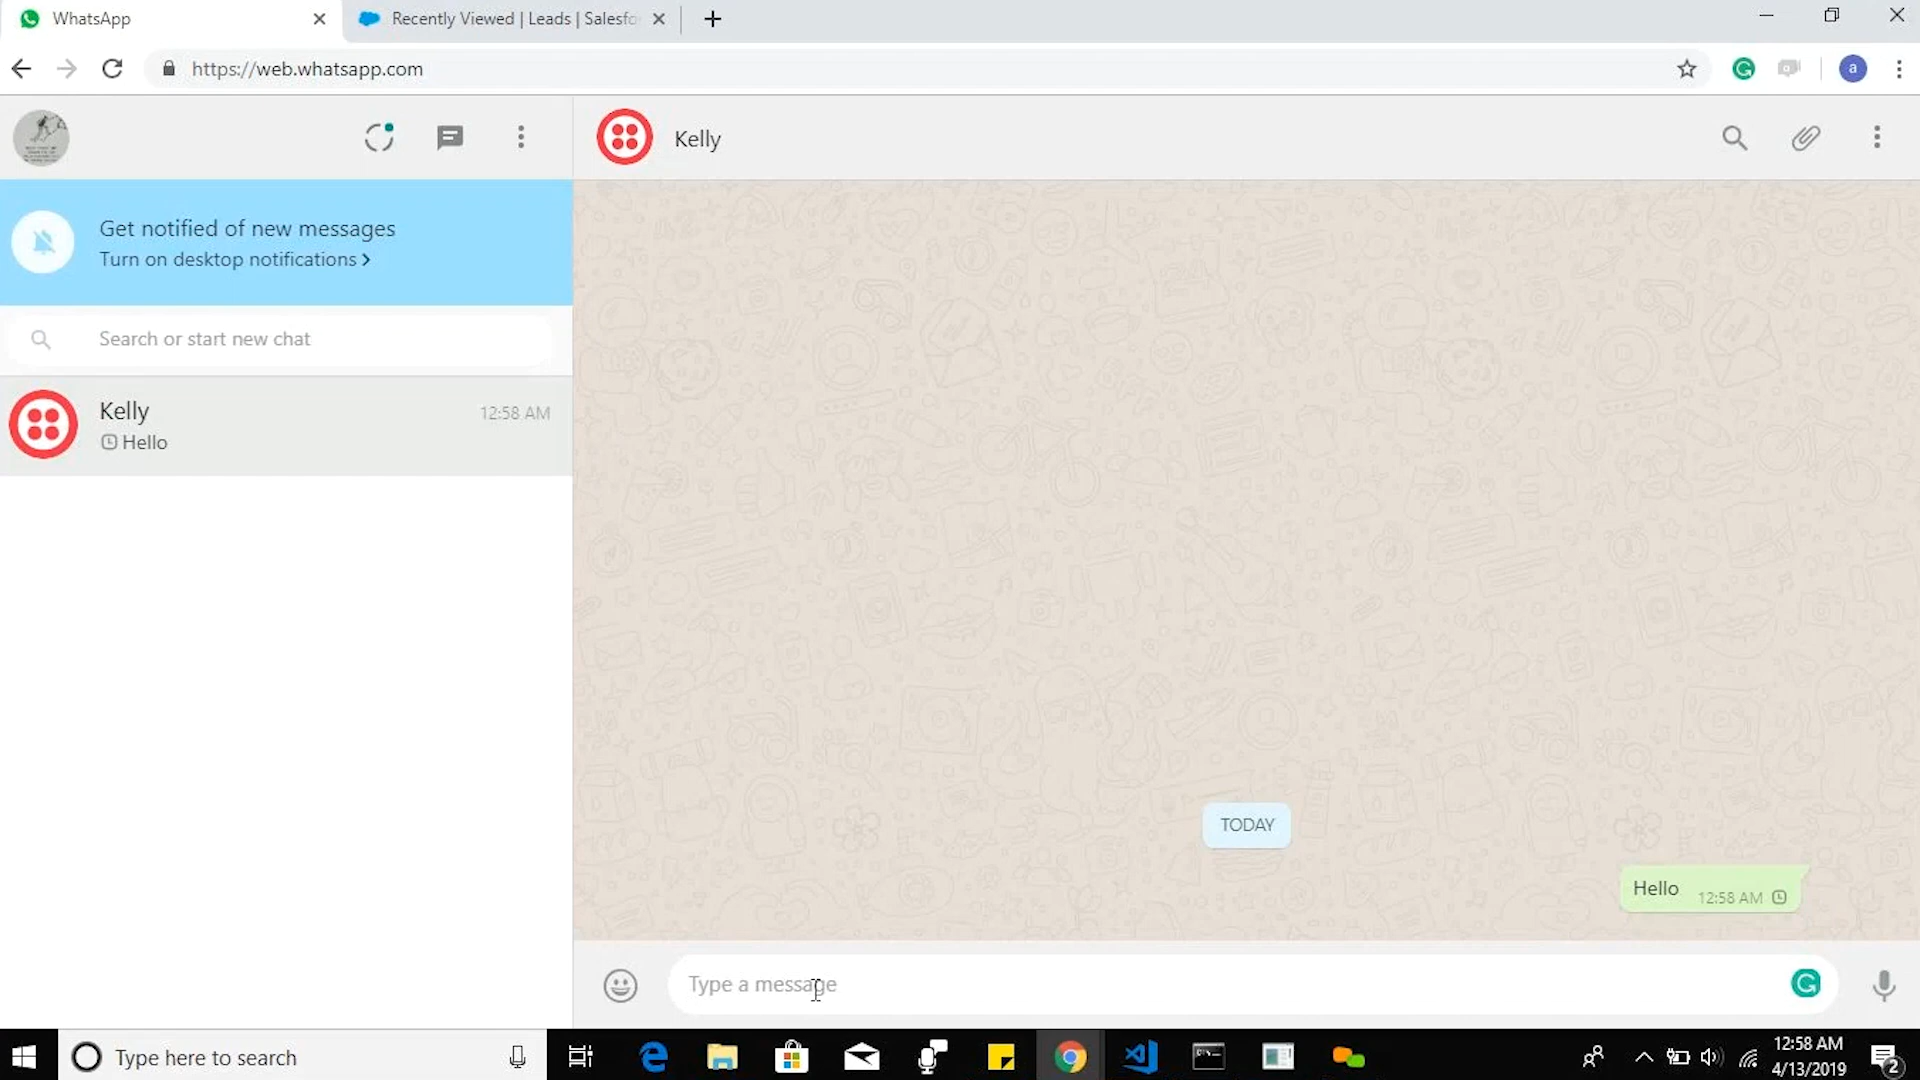 WhatsApp
Recently Viewed | Leads | Salesfo
https://web.whatsapp.com
a
Kelly
Get notified of new messages
Turn on desktop notifications
Search or start new chat
Kelly
12:58 AM
Hello
TODAY
Hello
12:58 AM
Type a message
Type here to search
12:58 AM
4/13/2019
2